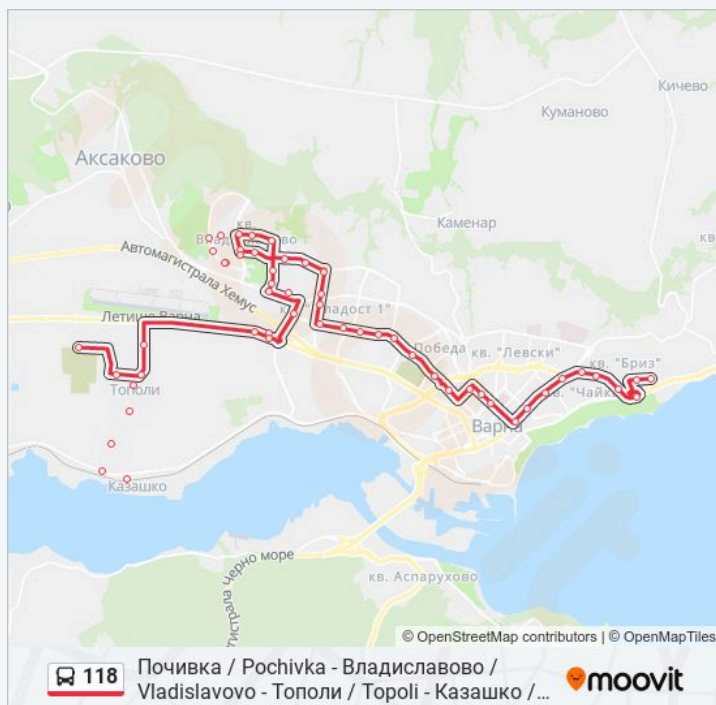 Кичево
Куманово
Аксаково
Каменар
кв.
Автомагистрала Хемус
Летище Варна
Победа
кв. "Левски"
кв. "Бриз"
Тополи
кв. "Чайка
Варна
Казашко
гистрала Черно море
кв. Аспарухово
© OpenStreetMap contributors | © OpenMapTiles
118
Почивка / Pochivka - Владиславово /
Vladislavovo - Тополи / Topoli - Казашко /...
moovit